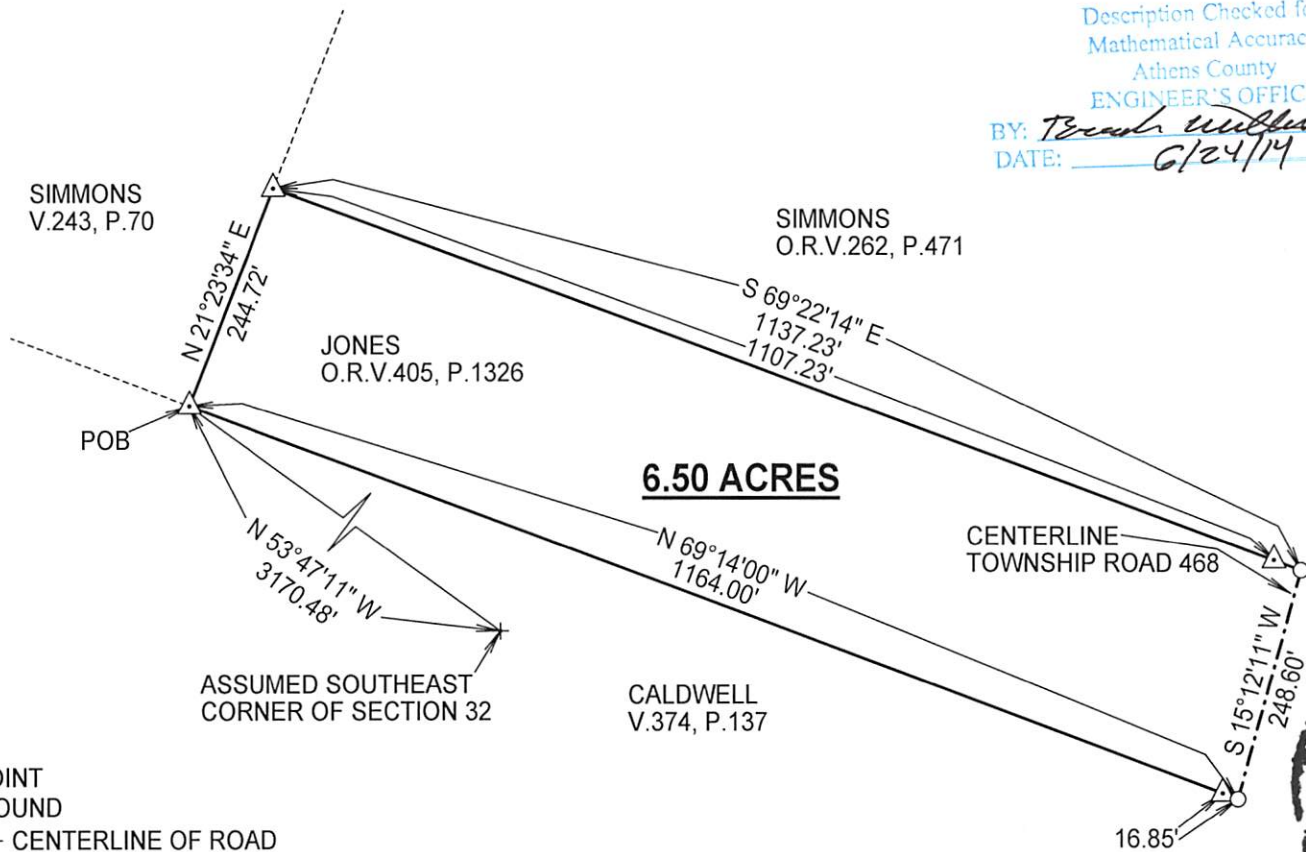 Description Checked fo
Mathematical Accurac
Athens County
ENGINEER'S OFFIC
BY:
DATE: 6/24/14
SIMMONS
V.243, P.70
SIMMONS
O.R.V.262, P.471
N 21°23'34" E
244.72'
S 69°22'14" E
1137.23'
1107.23'
JONES
O.R.V.405, P.1326
POB
6.50 ACRES
N 53°47'11" W
3170.48'
N 69°14'00" W
1164.00'
CENTERLINE
TOWNSHIP ROAD 468
S 15°12'11" W
248.60'
ASSUMED SOUTHEAST
CORNER OF SECTION 32
CALDWELL
V.374, P.137
OINT
OUND
- CENTERLINE OF ROAD
16.85'